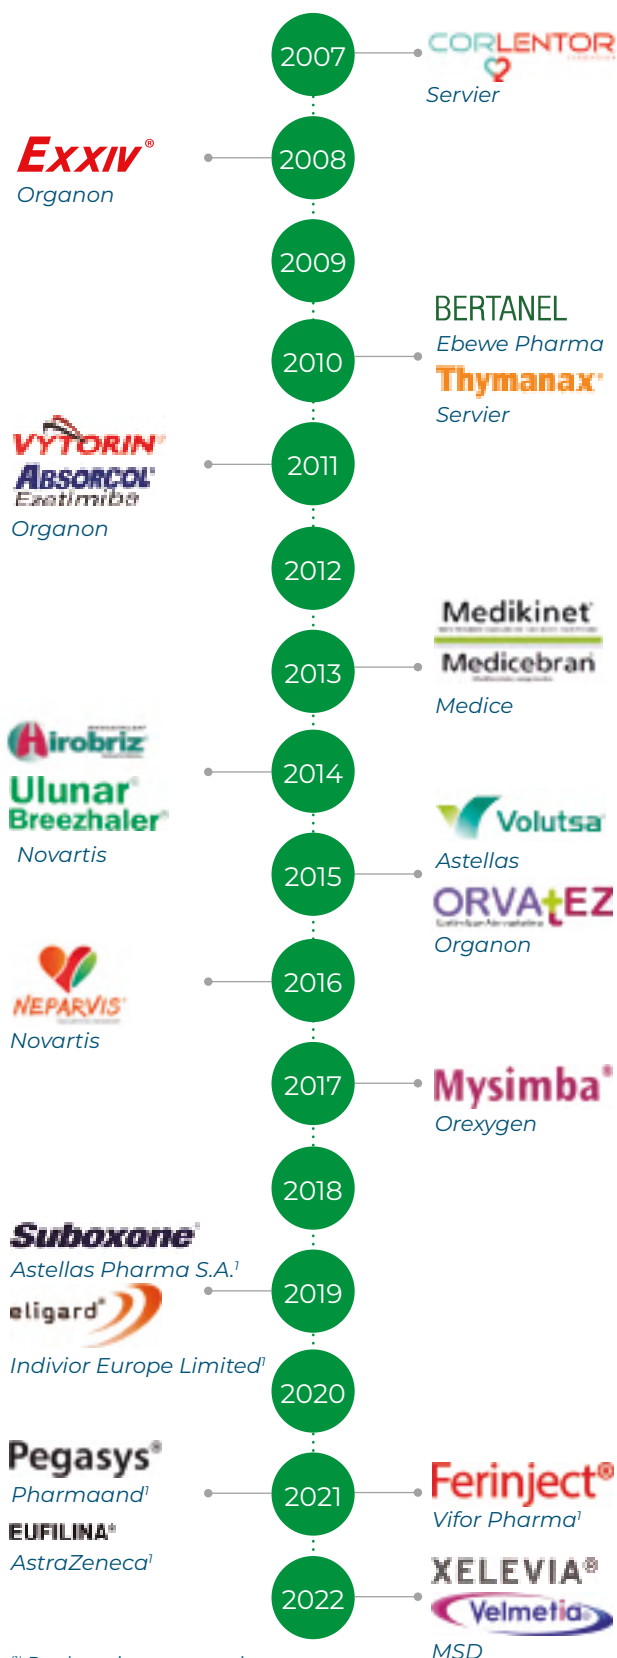 2007
CORLENTOR
Servier
Exxiv®
Organon
2008
2009
2010
BERTANEL
Ebewe Pharma
Thymanax
Servier
VYTORIN®
ABSORCOL®
Ezetimiba
Organon
2011
2012
Medikinet®
Medicebran
Medice
2013
Hirobriz
Ulunar®
Breezhaler®
Novartis
2014
Volutsa
Astellas
ORVATEZ
Organon
2015
NEPARVIS®
Novartis
2016
2017
Mysimba®
Orexygen
2018
Suboxone®
Astellas Pharma S.A.¹
eligard®
Indivior Europe Limited¹
2019
2020
Pegasys®
Pharmaand¹
EUFILINA®
AstraZeneca¹
2021
Ferinject®
Vifor Pharma¹
2022
XELEVIA®
Velmetia®
MSD